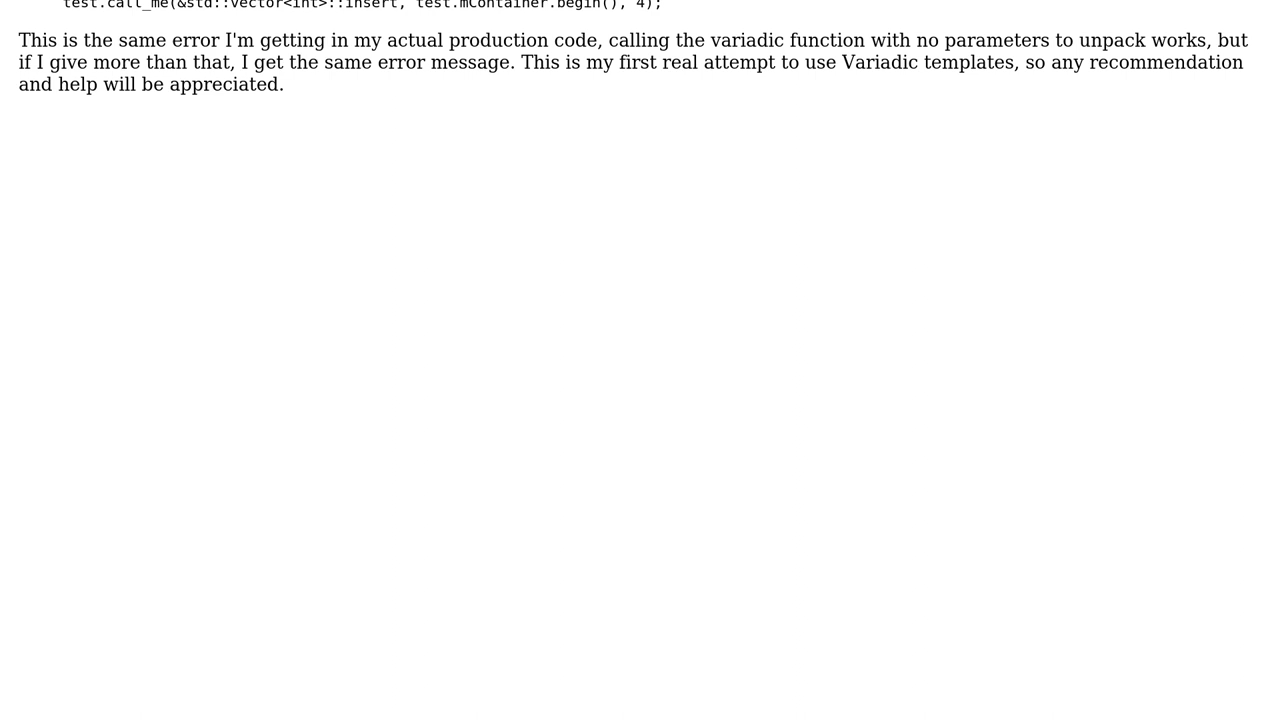 test.call_me(&std::vector<int>::insert, test.mContainer.begin(), 4);
This is the same error I'm getting in my actual production code, calling the variadic function with no parameters to unpack works, but
if I give more than that, I get the same error message. This is my first real attempt to use Variadic templates, so any recommendation
and help will be appreciated.